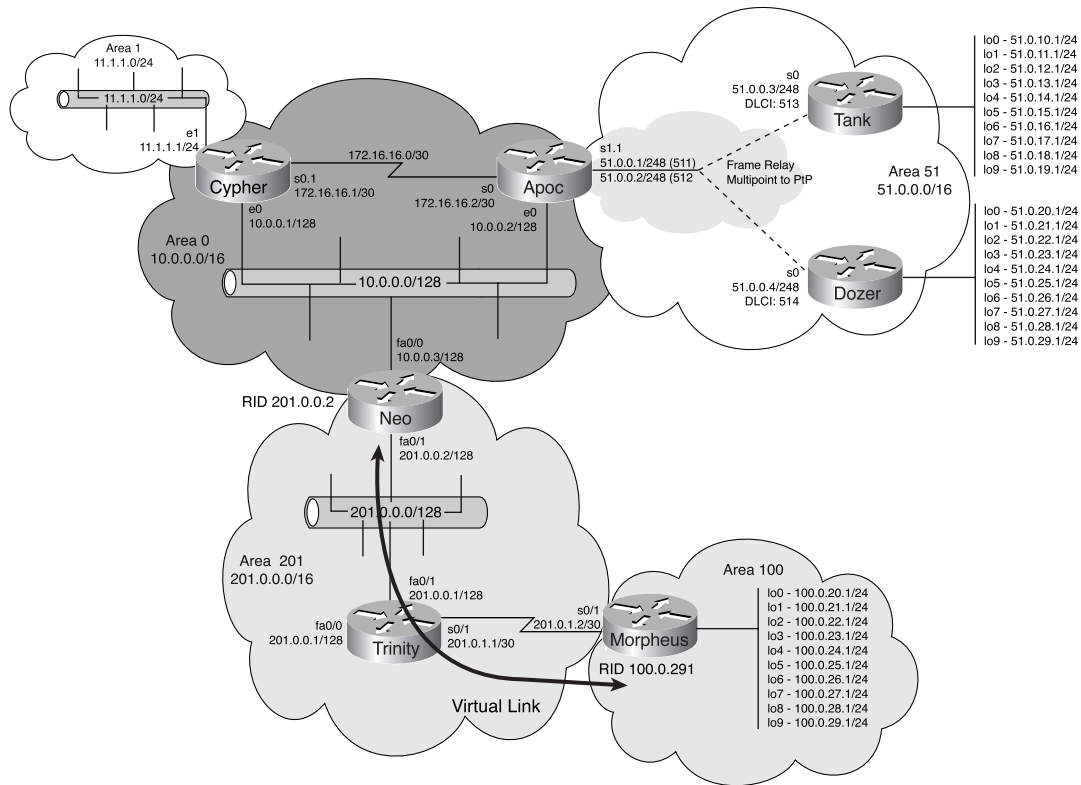 Area 1
11.1.1.0/24
11.1.1.0/24
e1
11.1.1.1/24
Cypher
s0.1
172.16.16.1/30
172.16.16.0/30
s0
172.16.16.2/30
Apoc
e0
10.0.0.1/128
e0
10.0.0.2/128
Area 0
10.0.0.0/16
10.0.0.0/128
fa0/0
10.0.0.3/128
s1.1
51.0.0.1/248 (511)
51.0.0.2/248 (512
Frame Relay
Multipoint to PtP
s0
51.0.0.3/248
DLCI: 513
Tank
Area 51
51.0.0.0/16
s0
51.0.0.4/248
DLCI: 514
Dozer
lo0 - 51.0.10.1/24
lo1 - 51.0.11.1/24
lo2 - 51.0.12.1/24
lo3 - 51.0.13.1/24
lo4 - 51.0.14.1/24
lo5 - 51.0.15.1/24
lo6 - 51.0.16.1/24
lo7 - 51.0.17.1/24
lo8 - 51.0.18.1/24
lo9 - 51.0.19.1/24
lo0 - 51.0.20.1/24
lo1 - 51.0.21.1/24
lo2 - 51.0.22.1/24
lo3 - 51.0.23.1/24
lo4 - 51.0.24.1/24
lo5 - 51.0.25.1/24
lo6 - 51.0.26.1/24
lo7 - 51.0.27.1/24
lo8 - 51.0.28.1/24
lo9 - 51.0.29.1/24
RID 201.0.0.2
Neo
fa0/1
201.0.0.2/128
201.0.0.0/128
Area 201
201.0.0.0/16
fa0/1
201.0.0.1/128
fa0/0
201.0.0.1/128
Trinity
s0/1
201.0.1.1/30
s0/1
201.0.1.2/30
Morpheus
RID 100.0.291
Virtual Link
Area 100
lo0 - 100.0.20.1/24
lo1 - 100.0.21.1/24
lo2 - 100.0.22.1/24
lo3 - 100.0.23.1/24
lo4 - 100.0.24.1/24
lo5 - 100.0.25.1/24
lo6 - 100.0.26.1/24
lo7 - 100.0.27.1/24
lo8 - 100.0.28.1/24
lo9 - 100.0.29.1/24